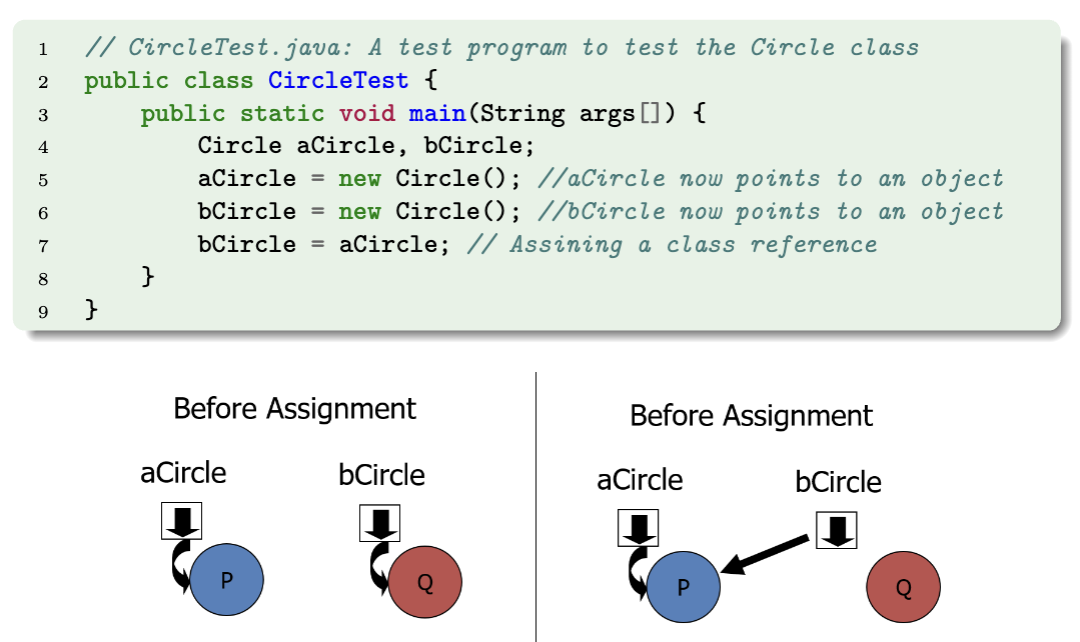 1 // CircleTest.java: A test program to test the Circle class
2 public class CircleTest {
3 public static void main(String args[]) {
4 Circle aCircle, bCircle;
5 aCircle = new Circle(); //aCircle now points to an object
6 bCircle = new Circle(); //bCircle now points to an object
7 bCircle = aCircle; // Assining a class reference
8 }
9 }
Before Assignment
aCircle bCircle
P Q
Before Assignment
aCircle bCircle
P Q